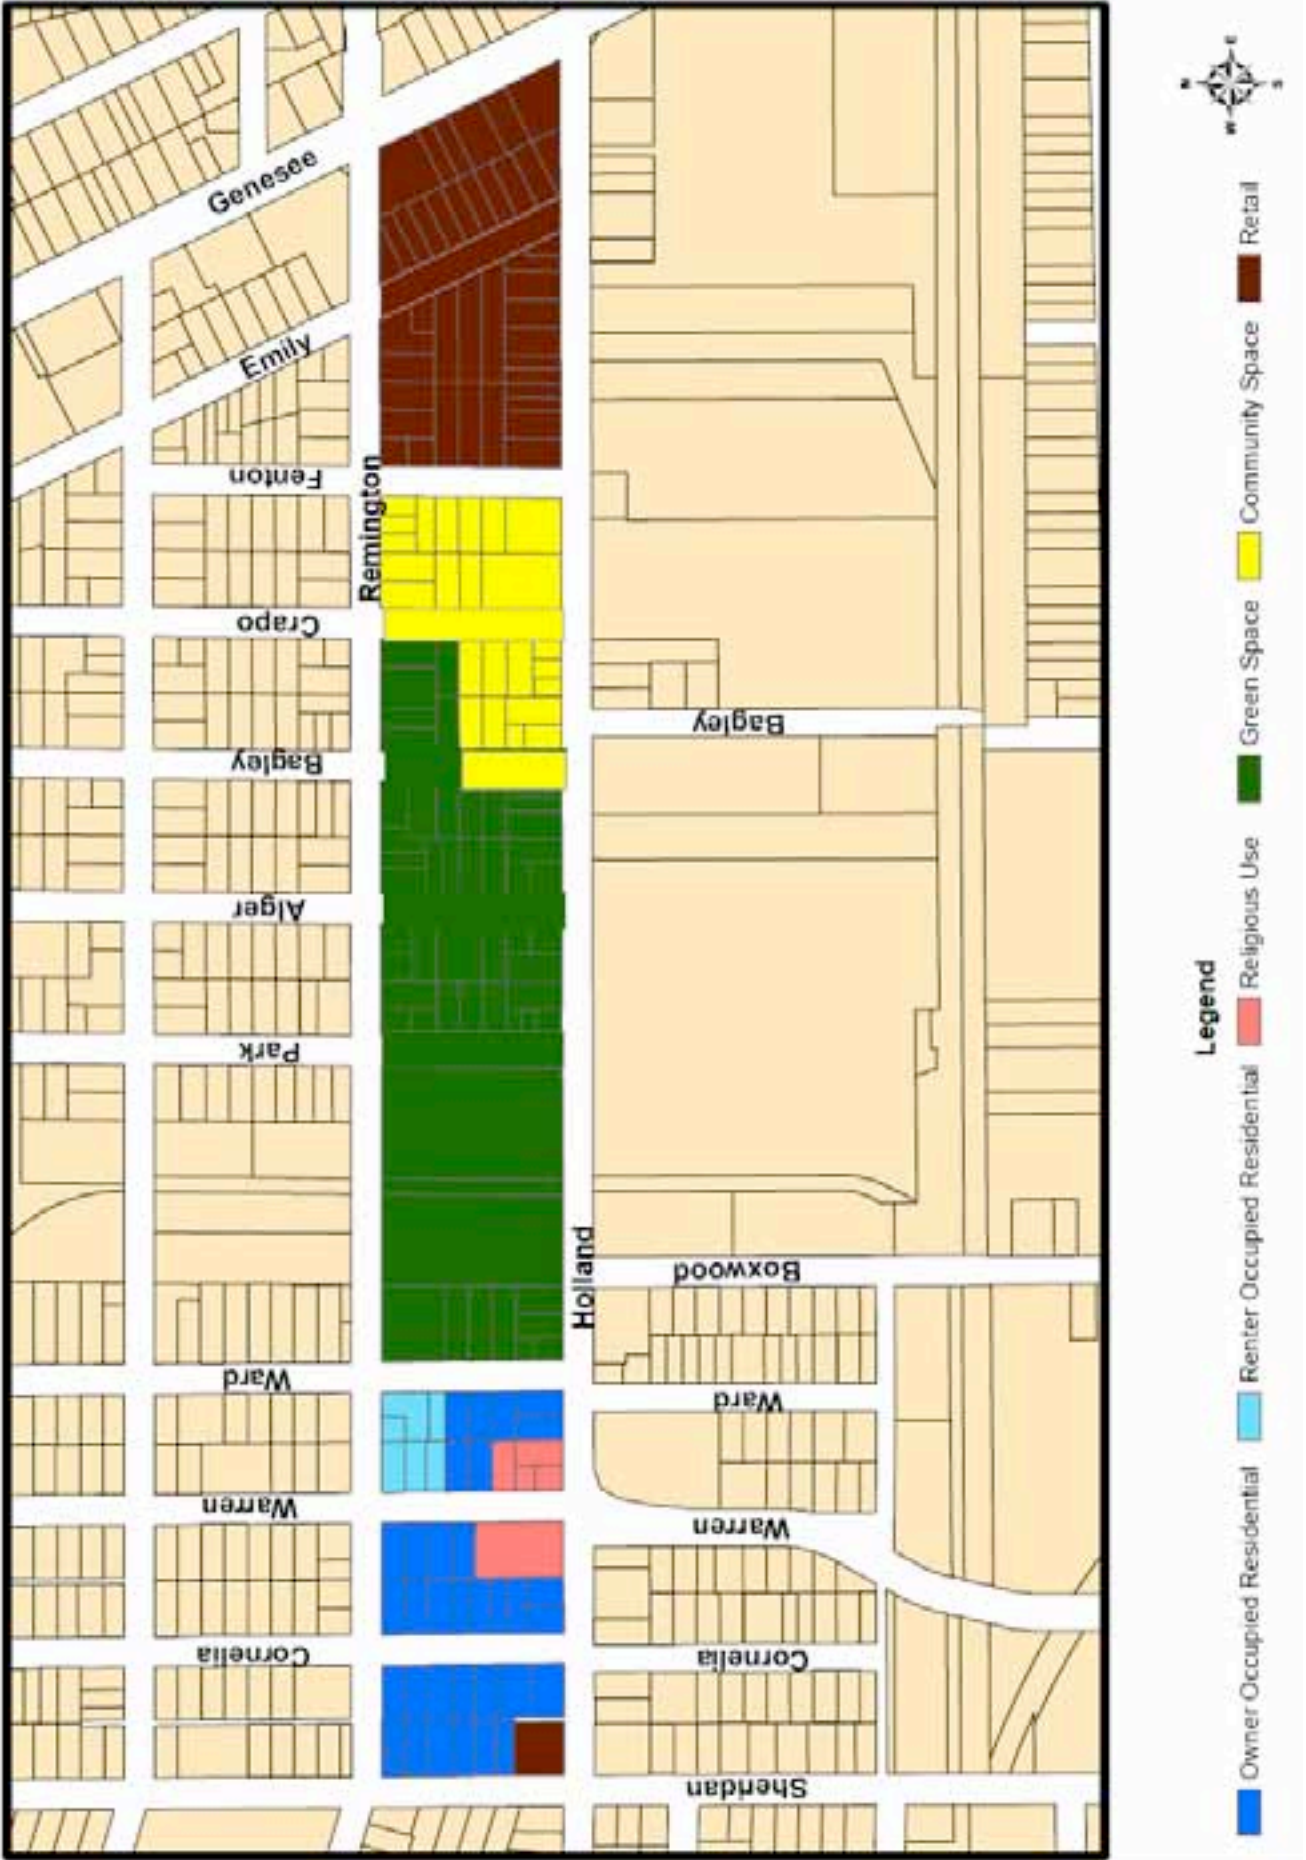 Genesee
Emily
Fenton
Remington
Crapo
Bagley
Bagley
Alger
Park
Holland
Boxwood
Ward
Ward
Warren
Warren
Cornelia
Cornelia
Sheridan
N
E
S
W
Legend
Owner Occupied Residential
Renter Occupied Residential
Religious Use
Green Space
Community Space
Retail